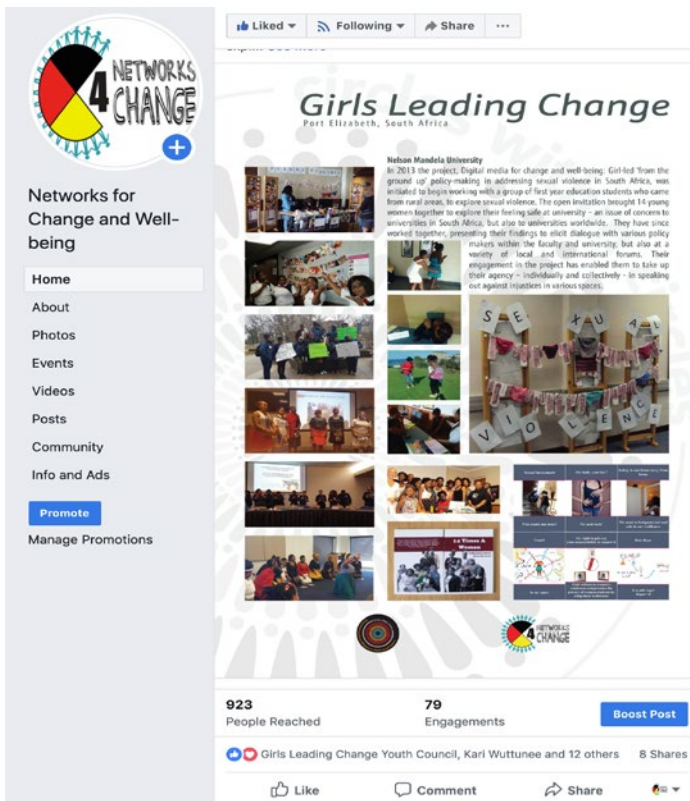 Liked
Following
Share
...
4
NETWORKS
CHANGE
Networks for
Change and Well-
being
Home
About
Photos
Events
Videos
Posts
Community
Info and Ads
Promote
Manage Promotions
Girls Leading Change
Port Elizabeth, South Africa
Nelson Mandela University
In 2013 the project, Digital media for change and well-being: Girl-led 'from the
ground up' policy-making in addressing sexual violence in South Africa, was
initiated to begin working with a group of first year education students who came
from rural areas, to explore sexual violence. The open invitation brought 14 young
women together to explore their feeling safe at university – an issue of concern to
universities in South Africa, but also to universities worldwide. They have since
worked together, presenting their findings to elicit dialogue with various policy
makers within the faculty and university, but also at a
variety of local and international forums. Their
engagement in the project has enabled them to take up
their agency - individually and collectively - in speaking
out against injustices in various spaces.
SEXUAL
VIOLENCE
14 Times A
Woman
4
NETWORKS
CHANGE
923
People Reached
79
Engagements
Boost Post
Girls Leading Change Youth Council, Kari Wuttunee and 12 others
8 Shares
Like
Comment
Share